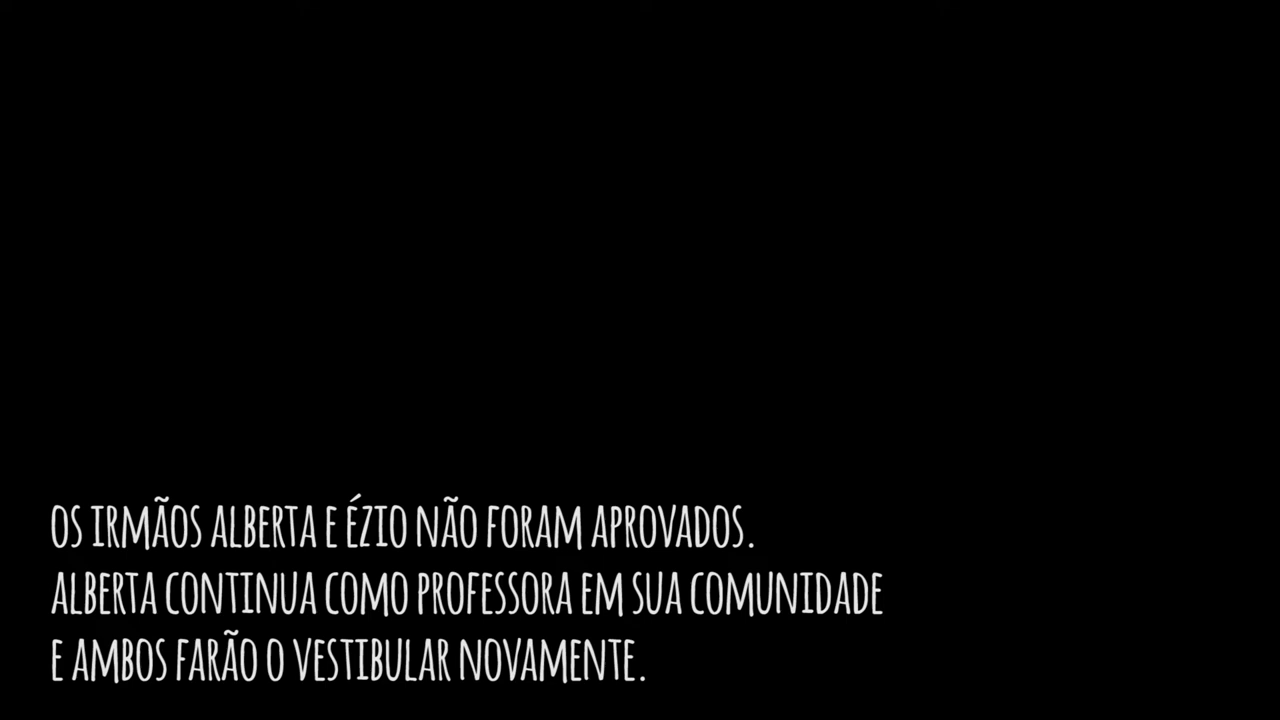 OS IRMÃOS ALBERTA E ÉZIO NÃO FORAM APROVADOS.
ALBERTA CONTINUA COMO PROFESSORA EM SUA COMUNIDADE
E AMBOS FARÃO O VESTIBULAR NOVAMENTE.